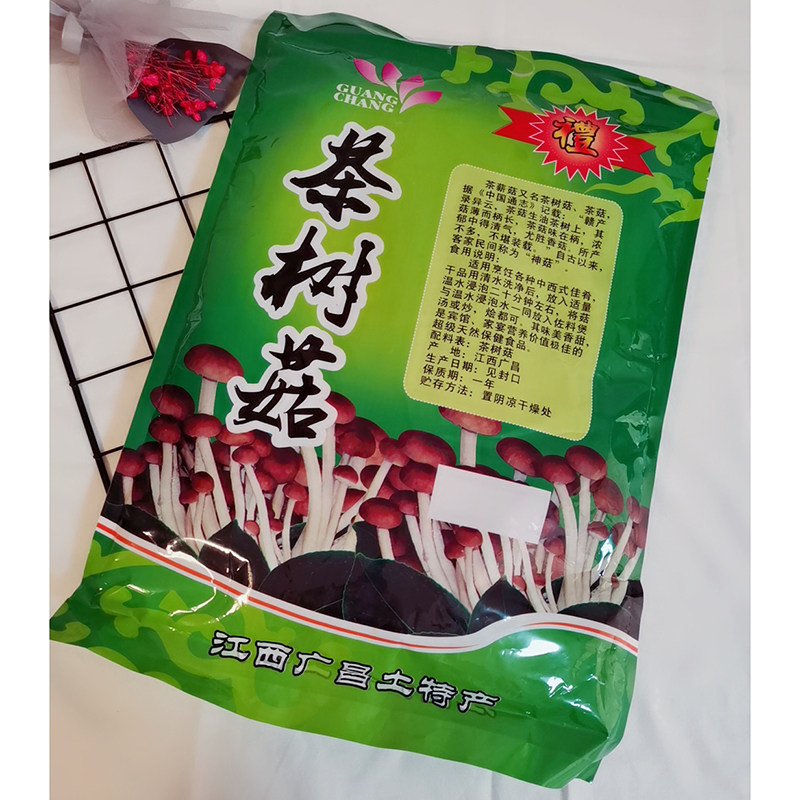 GUANG
CHANG
禮
茶树菇
茶薪菇又名茶树菇、茶菇,
据《中国通志》记载:“赣产
录异云,茶菇生油茶树上,其
菇薄而柄长,茶菇味在柄,浓
郁中得清气,尤胜香菇。”自古以来,
不多,不堪装载,所产
客家民间称为“神菇”。
食用说明:
适用烹饪各种中西式佳肴,
干品用清水洗净后,放入适量
温水浸泡二十分钟左右,将菇
与温水浸泡水一同放入佐料煲
汤或炒、烩都可。其味美香甜,
是宾馆、家宴营养价值极佳的
超级天然保健食品。
配料表:茶树菇
产 地:江西广昌
生产日期:见封口
保质期:一年
贮存方法:置阴凉干燥处
江西广昌土特产